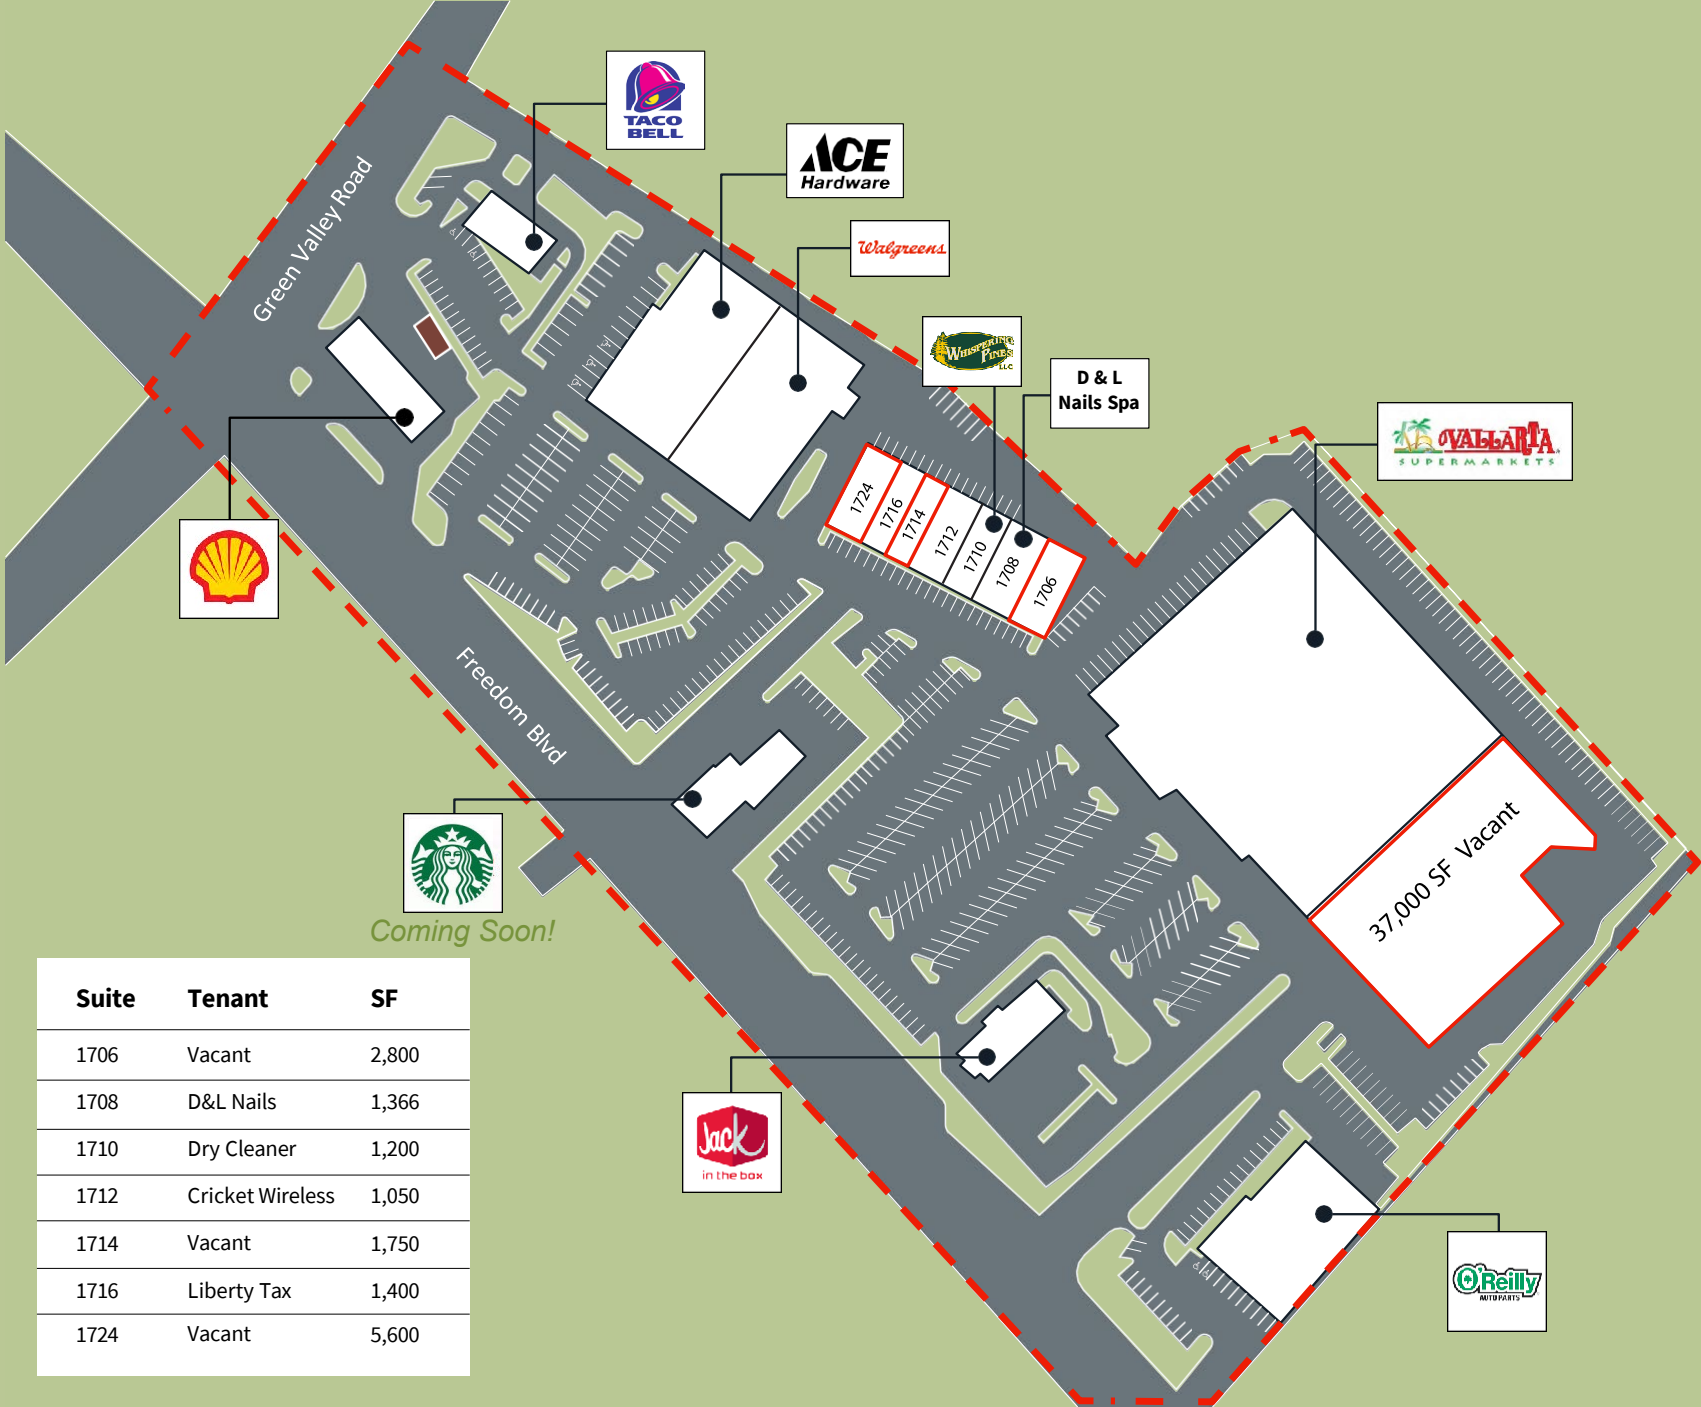 TACO
BELL
ACE
Hardware
Walgreens
Green Valley Road
WHISPERING
PINES
LLC
D & L
Nails Spa
VALLARTA
SUPERMARKETS
1724
1716
1714
1712
1710
1708
1706
Freedom Blvd
37,000 SF Vacant
Coming Soon!
Jack
in the box
O'Reilly
AUTO PARTS
Suite Tenant SF
1706 Vacant 2,800
1708 D&L Nails 1,366
1710 Dry Cleaner 1,200
1712 Cricket Wireless 1,050
1714 Vacant 1,750
1716 Liberty Tax 1,400
1724 Vacant 5,600